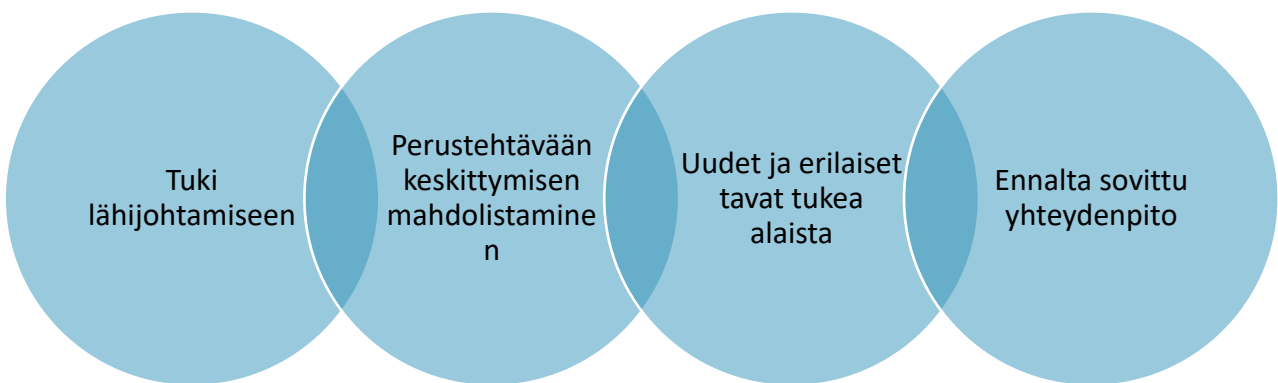 Tuki
lähijohtamiseen
Perustehtävään
keskittymisen
mahdolistamine
n
Uudet ja erilaiset
tavat tukea
alaista
Ennalta sovittu
yhteydenpito